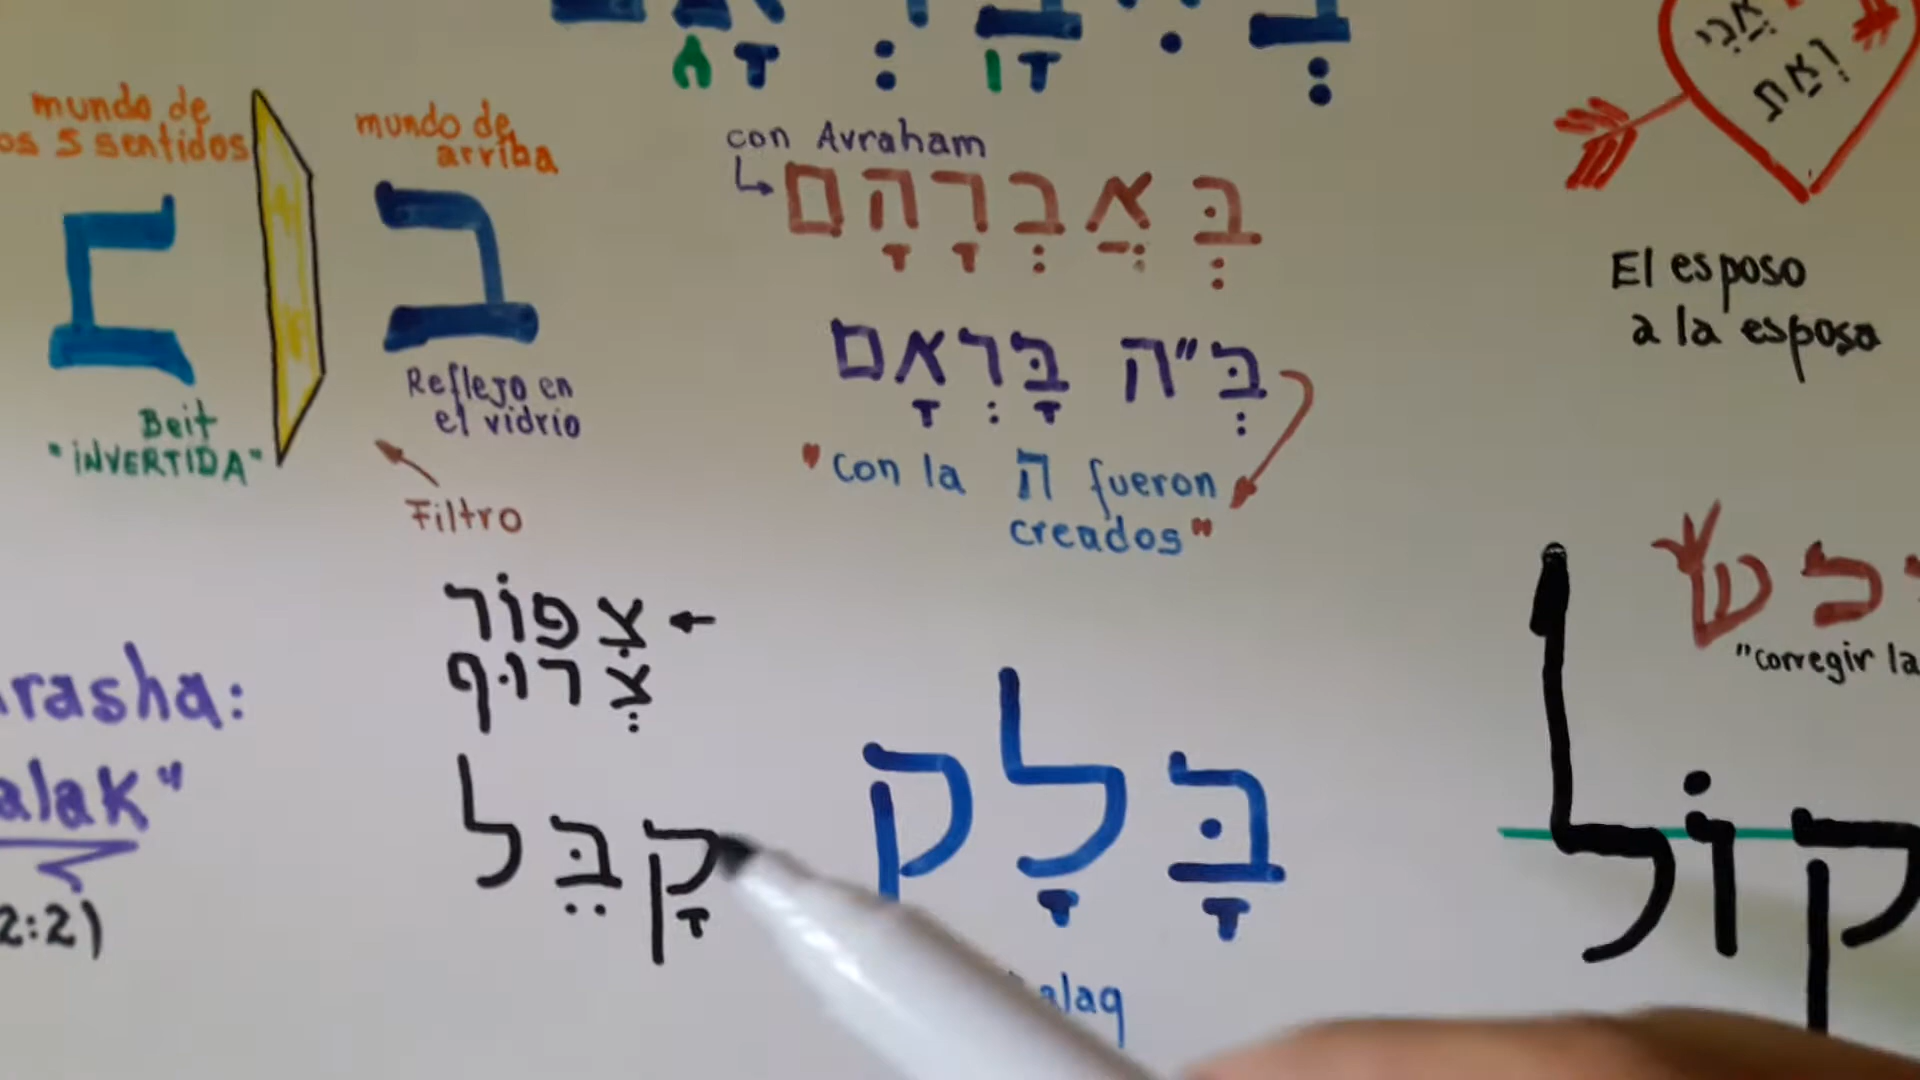 mundo de
os 5 sentidos
mundo de
arriba
ב
Reflejo en
el vidrio
Beit
"INVERTIDA"
Filtro
con Avraham
בְּאֲבְרָהָם
בְּ״ה בָּרְאָם
"con la ה fueron
creados"
אֲנִי
וְאַת
El esposo
a la esposa
"corregir la
צִפּוֹר
צְרוּף
קָבֵּל
בָּלָק
alaq
קוֹל
rasha:
alak"
2:2)